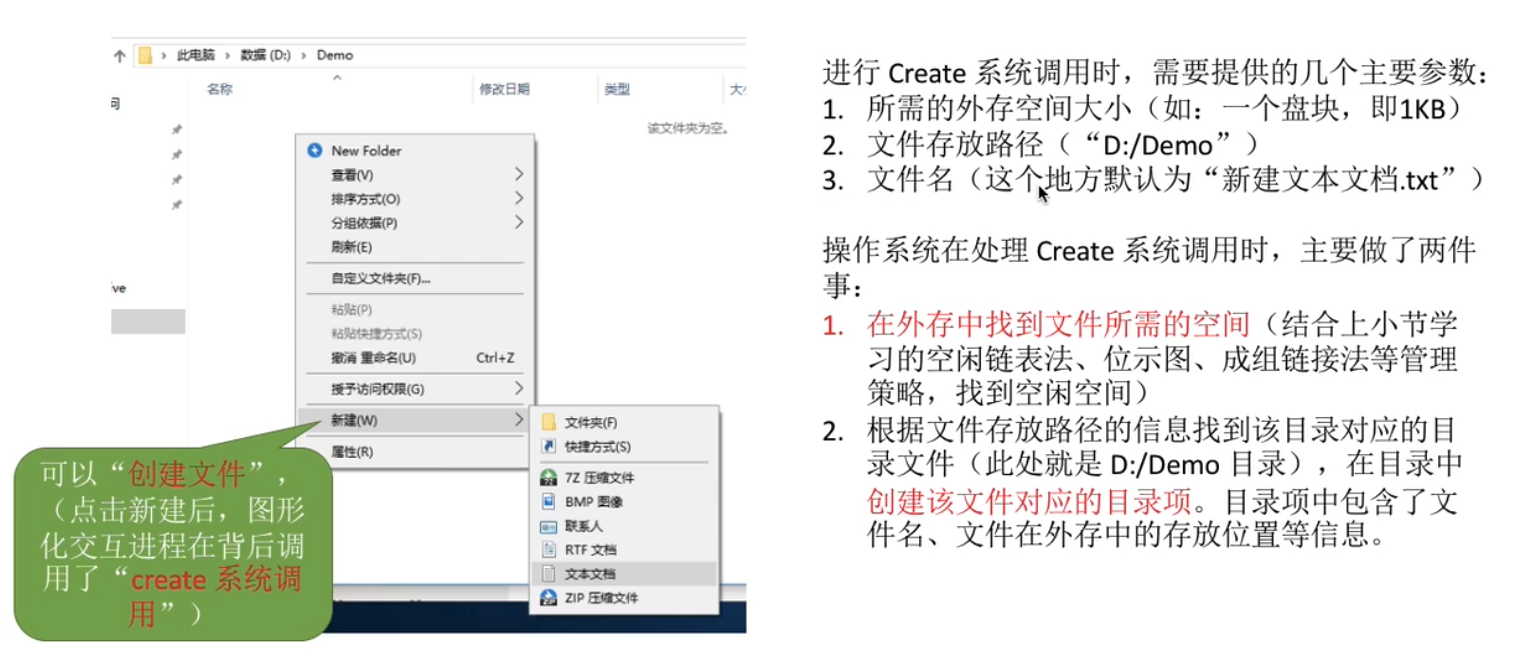 此电脑 › 数据 (D:) › Demo
名称 修改日期 类型
该文件夹为空。
New Folder
查看(V)
排序方式(O)
分组依据(P)
刷新(E)
自定义文件夹(F)...
粘贴(P)
粘贴快捷方式(S)
撤消 重命名(U) Ctrl+Z
授予访问权限(G)
新建(W)
属性(R)
文件夹(F)
快捷方式(S)
7Z 压缩文件
BMP 图像
联系人
RTF 文档
文本文档
ZIP 压缩文件
可以“创建文件”，
（点击新建后，图形
化交互进程在背后调
用了“create 系统调
用”）
进行 Create 系统调用时，需要提供的几个主要参数：
1. 所需的外存空间大小（如：一个盘块，即1KB）
2. 文件存放路径（“D:/Demo”）
3. 文件名（这个地方默认为“新建文本文档.txt”）
操作系统在处理 Create 系统调用时，主要做了两件
事：
1. 在外存中找到文件所需的空间（结合上小节学
习的空闲链表法、位示图、成组链接法等管理
策略，找到空闲空间）
2. 根据文件存放路径的信息找到该目录对应的目
录文件（此处就是 D:/Demo 目录），在目录中
创建该文件对应的目录项。目录项中包含了文
件名、文件在外存中的存放位置等信息。